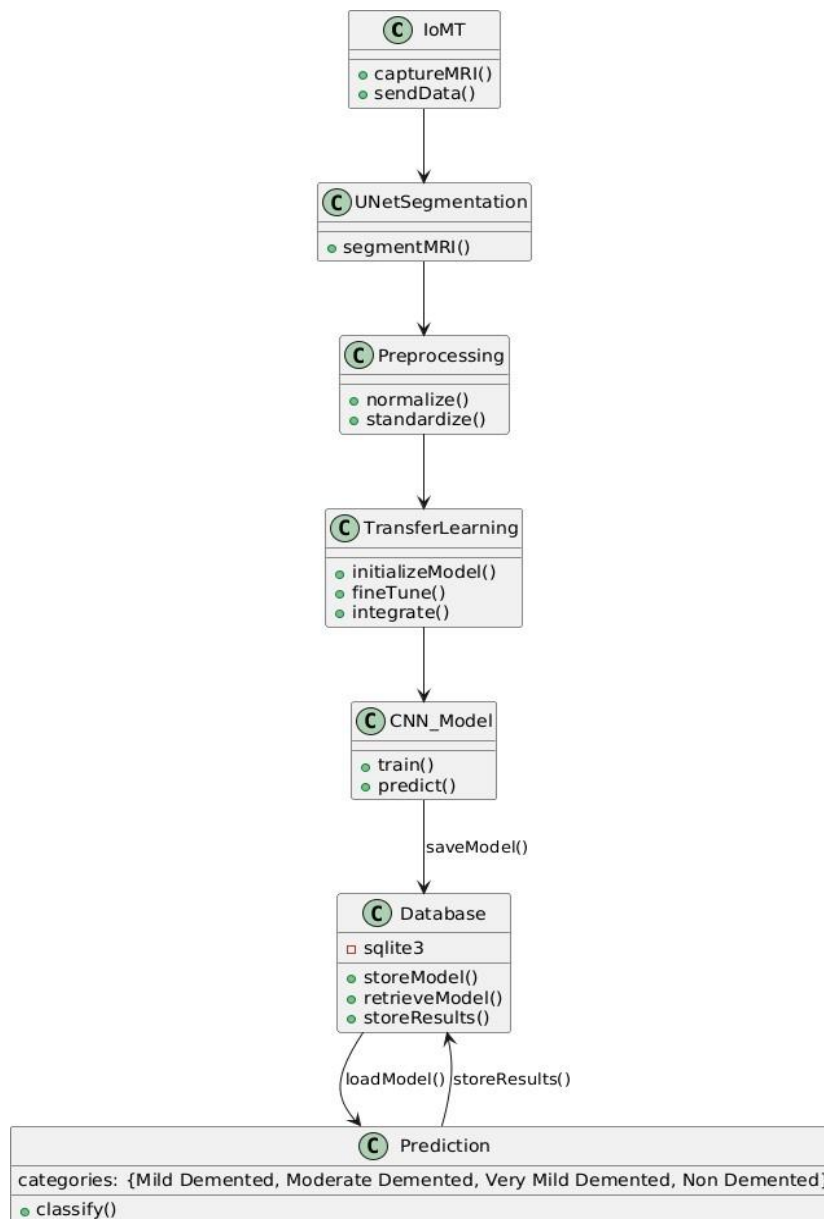 C IoMT
captureMRI()
sendData()
C UNetSegmentation
segmentMRI()
C Preprocessing
normalize()
standardize()
C TransferLearning
initializeModel()
fineTune()
integrate()
C CNN_Model
train()
predict()
saveModel()
C Database
sqlite3
storeModel()
retrieveModel()
storeResults()
loadModel() storeResults()
C Prediction
categories: {Mild Demented, Moderate Demented, Very Mild Demented, Non Demented}
classify()